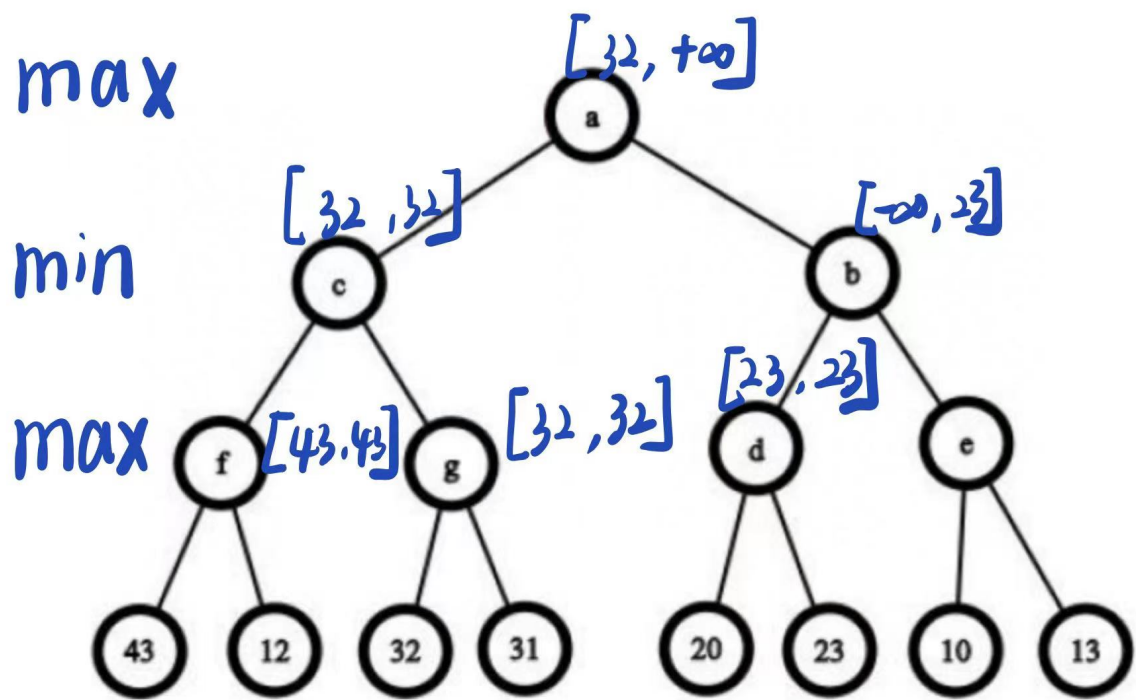 [32, +∞]
max
a
[32, 32]
[-∞, 23]
min
c
b
[23, 23]
max
f
[43, 43]
g
[32, 32]
d
e
43
12
32
31
20
23
10
13